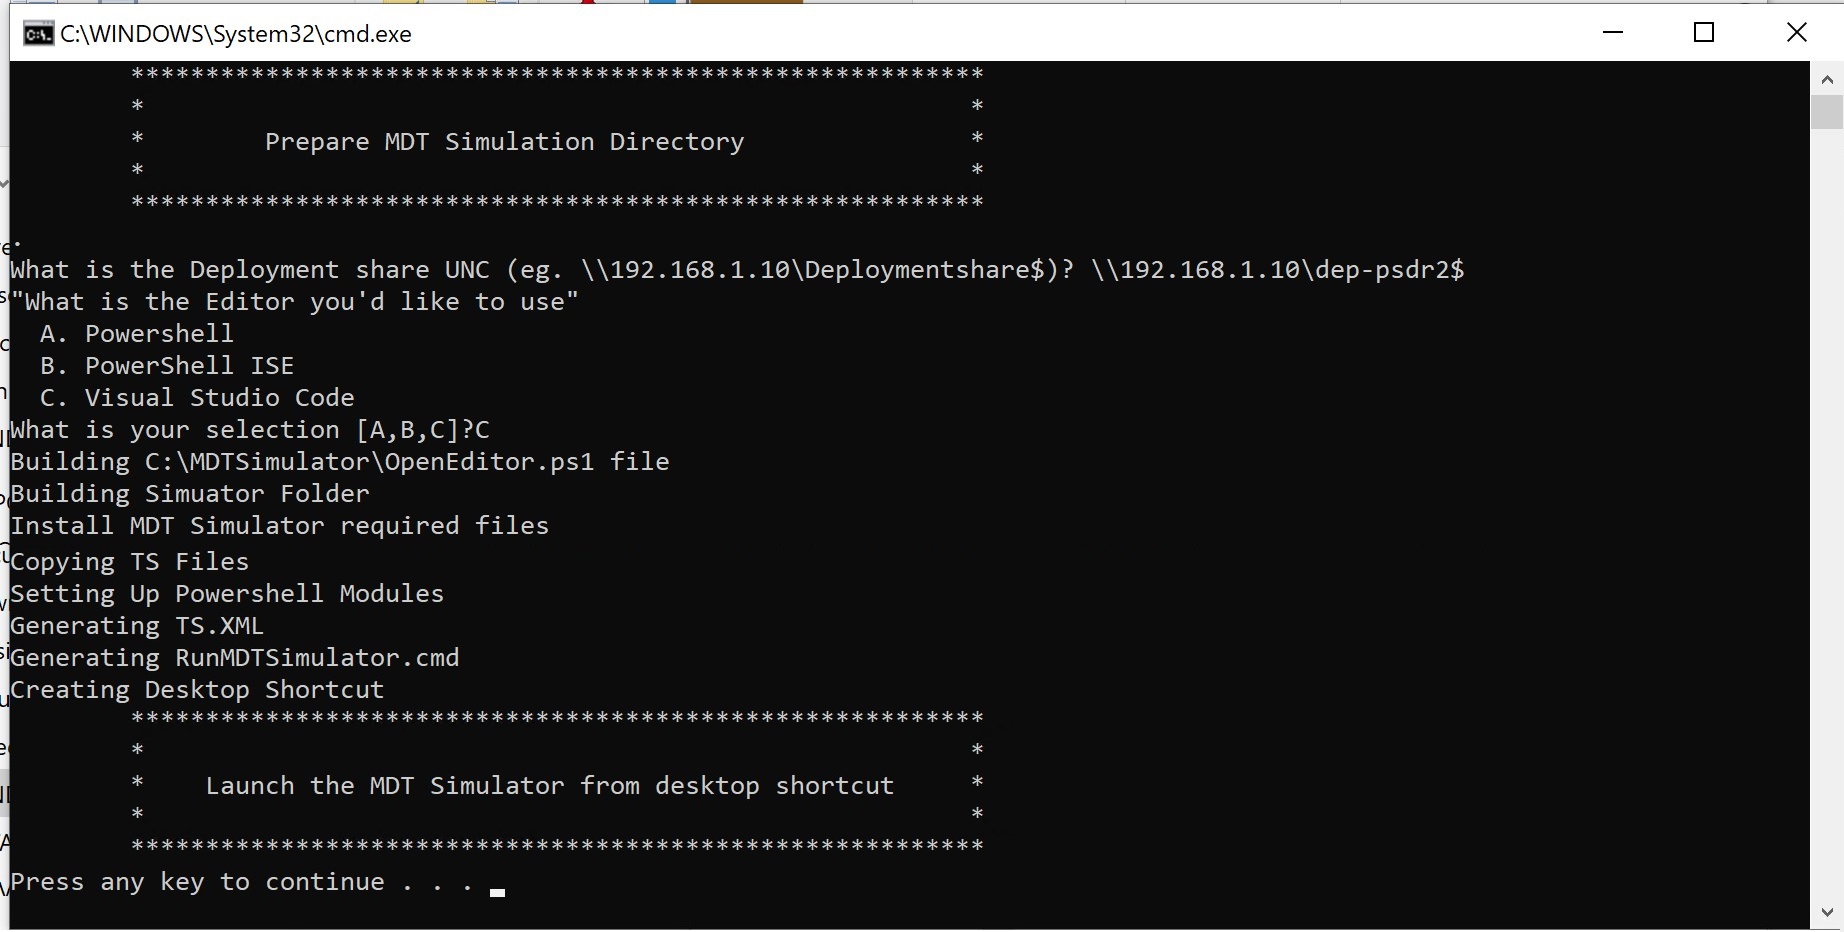 C:\WINDOWS\System32\cmd.exe
*********************************************************
* *
* Prepare MDT Simulation Directory *
* *
*********************************************************
.
What is the Deployment share UNC (eg. \\192.168.1.10\Deploymentshare$)? \\192.168.1.10\dep-psdr2$
"What is the Editor you'd like to use"
A. Powershell
B. PowerShell ISE
C. Visual Studio Code
What is your selection [A,B,C]?C
Building C:\MDTSimulator\OpenEditor.ps1 file
Building Simuator Folder
Install MDT Simulator required files
Copying TS Files
Setting Up Powershell Modules
Generating TS.XML
Generating RunMDTSimulator.cmd
Creating Desktop Shortcut
*********************************************************
* *
* Launch the MDT Simulator from desktop shortcut *
* *
*********************************************************
Press any key to continue . . .